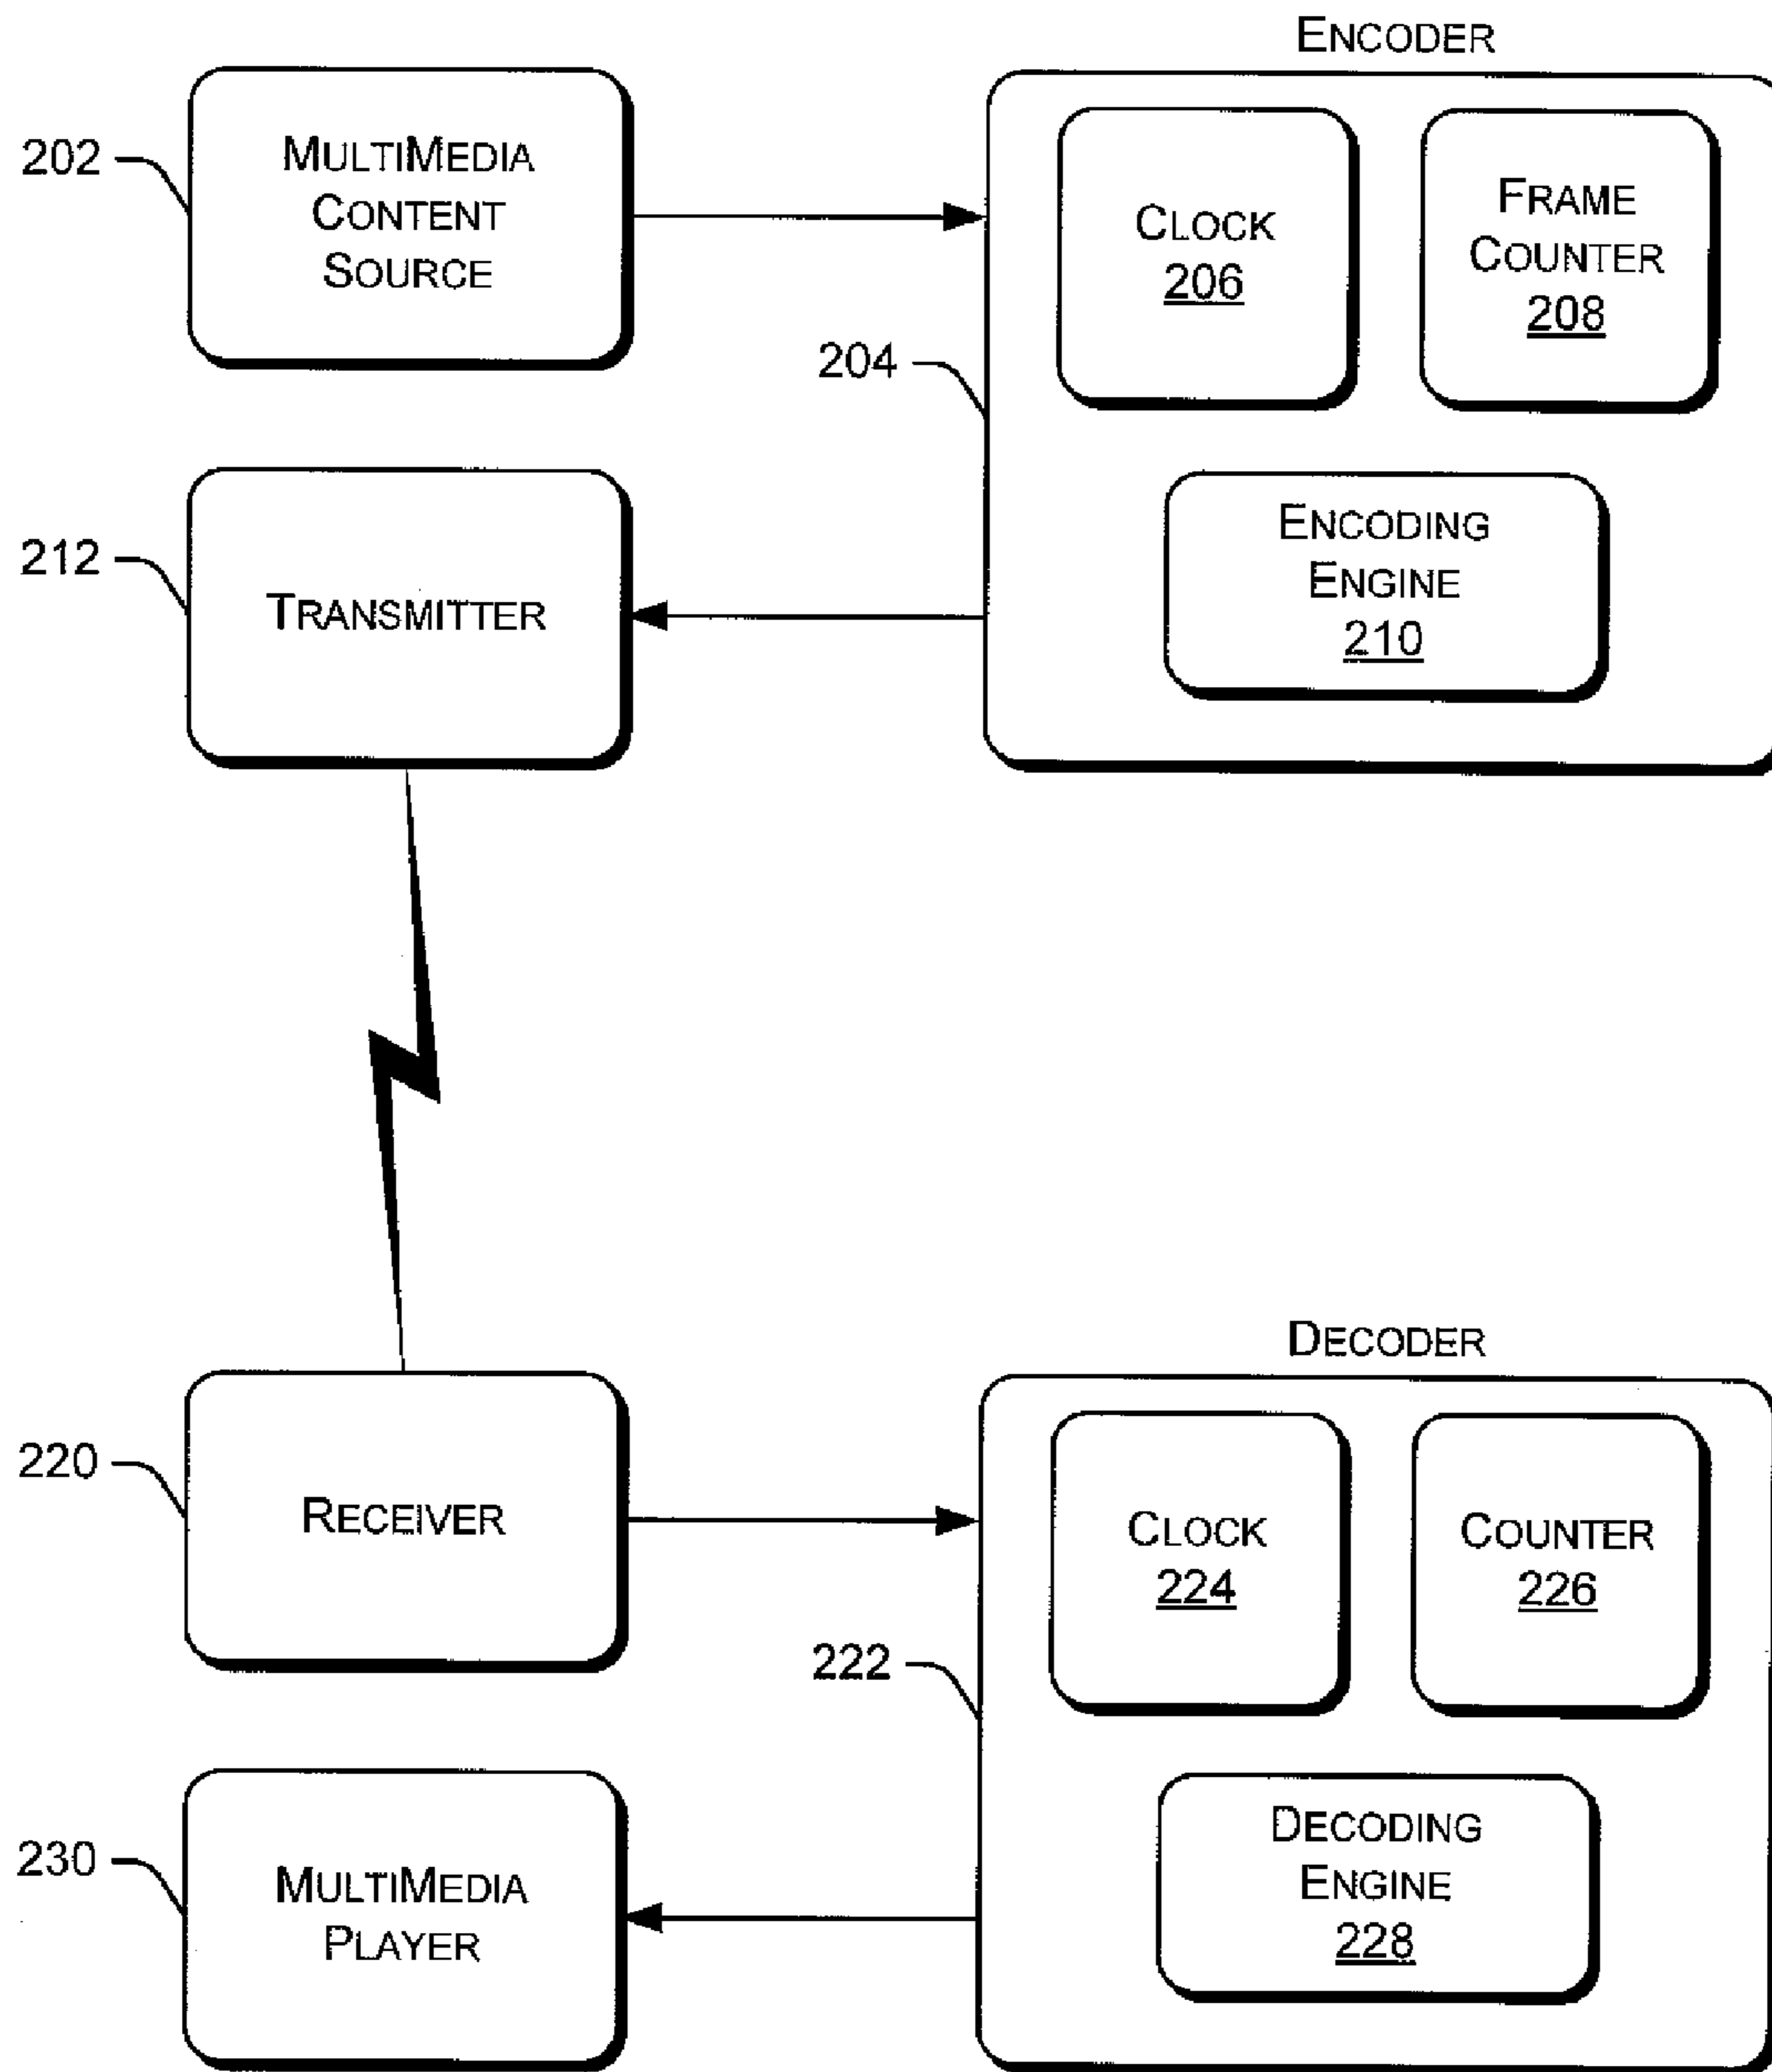 ENCODER
202
MULTIMEDIA
CONTENT
SOURCE
CLOCK
206
FRAME
COUNTER
208
204
212
TRANSMITTER
ENCODING
ENGINE
210
DECODER
220
RECEIVER
CLOCK
224
COUNTER
226
222
230
MULTIMEDIA
PLAYER
DECODING
ENGINE
228